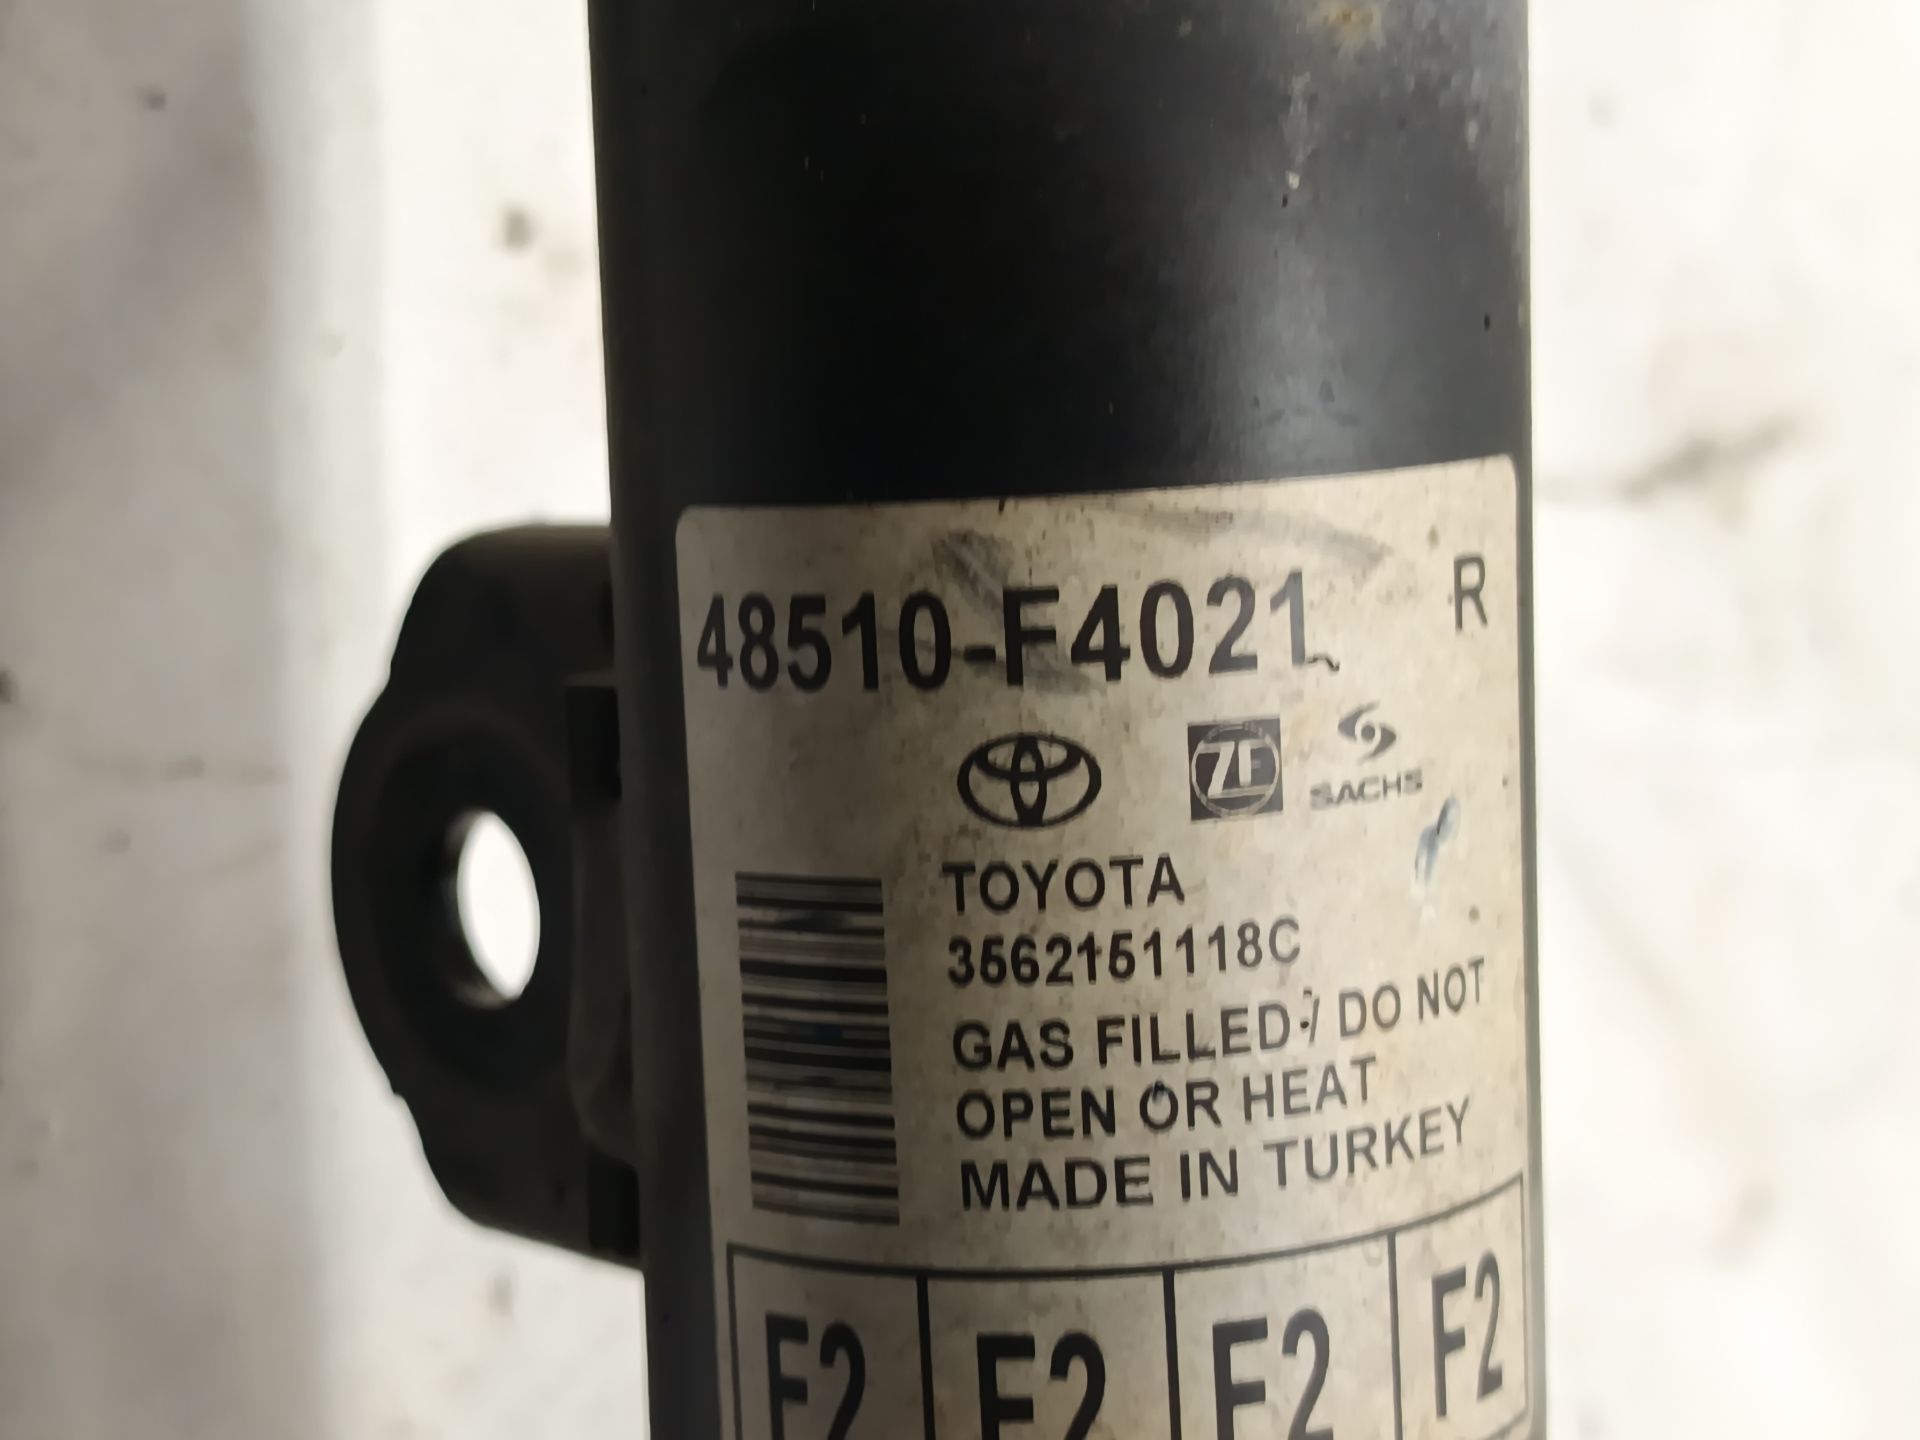 48510-F4021 R
ZF SACHS
TOYOTA
3562151118C
GAS FILLED / DO NOT
OPEN OR HEAT
MADE IN TURKEY
F2 F2 F2 F2